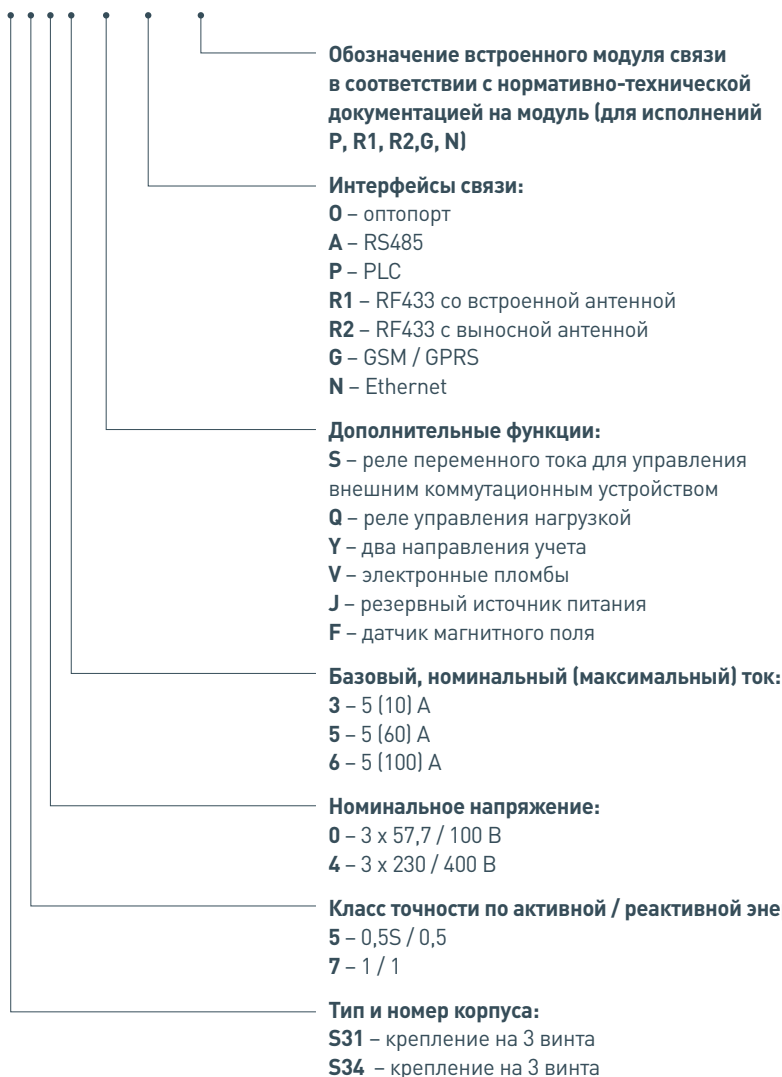 Обозначение встроенного модуля связи
в соответствии с нормативно-технической
документацией на модуль (для исполнений
P, R1, R2,G, N)
Интерфейсы связи:
O – оптопорт
A – RS485
P – PLC
R1 – RF433 со встроенной антенной
R2 – RF433 с выносной антенной
G – GSM / GPRS
N – Ethernet
Дополнительные функции:
S – реле переменного тока для управления
внешним коммутационным устройством
Q – реле управления нагрузкой
Y – два направления учета
V – электронные пломбы
J – резервный источник питания
F – датчик магнитного поля
Базовый, номинальный (максимальный) ток:
3 – 5 (10) А
5 – 5 (60) А
6 – 5 (100) А
Номинальное напряжение:
0 – 3 x 57,7 / 100 В
4 – 3 x 230 / 400 В
Класс точности по активной / реактивной эне
5 – 0,5S / 0,5
7 – 1 / 1
Тип и номер корпуса:
S31 – крепление на 3 винта
S34 – крепление на 3 винта